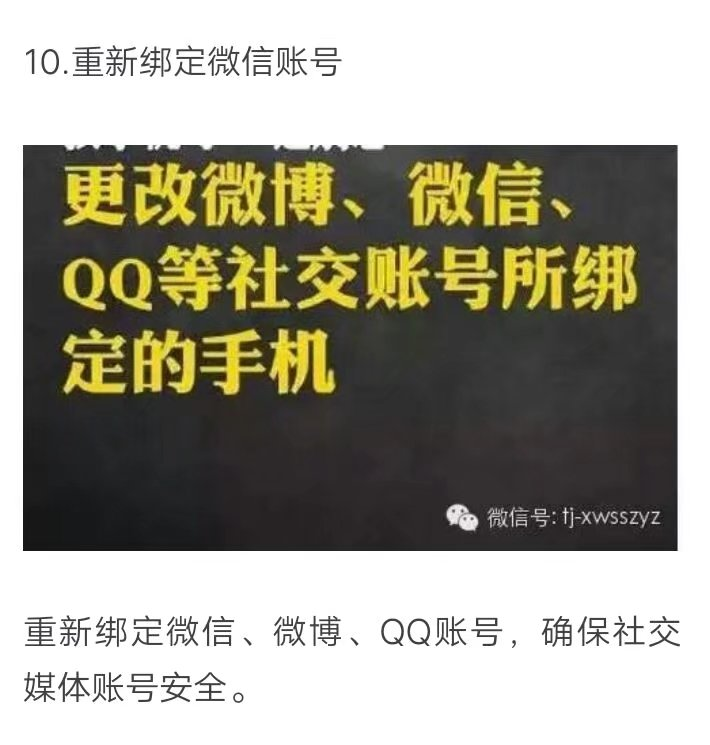 10.重新绑定微信账号
更改微博、微信、
QQ等社交账号所绑
定的手机
微信号: tj-xwsszyz
重新绑定微信、微博、QQ账号，确保社交
媒体账号安全。